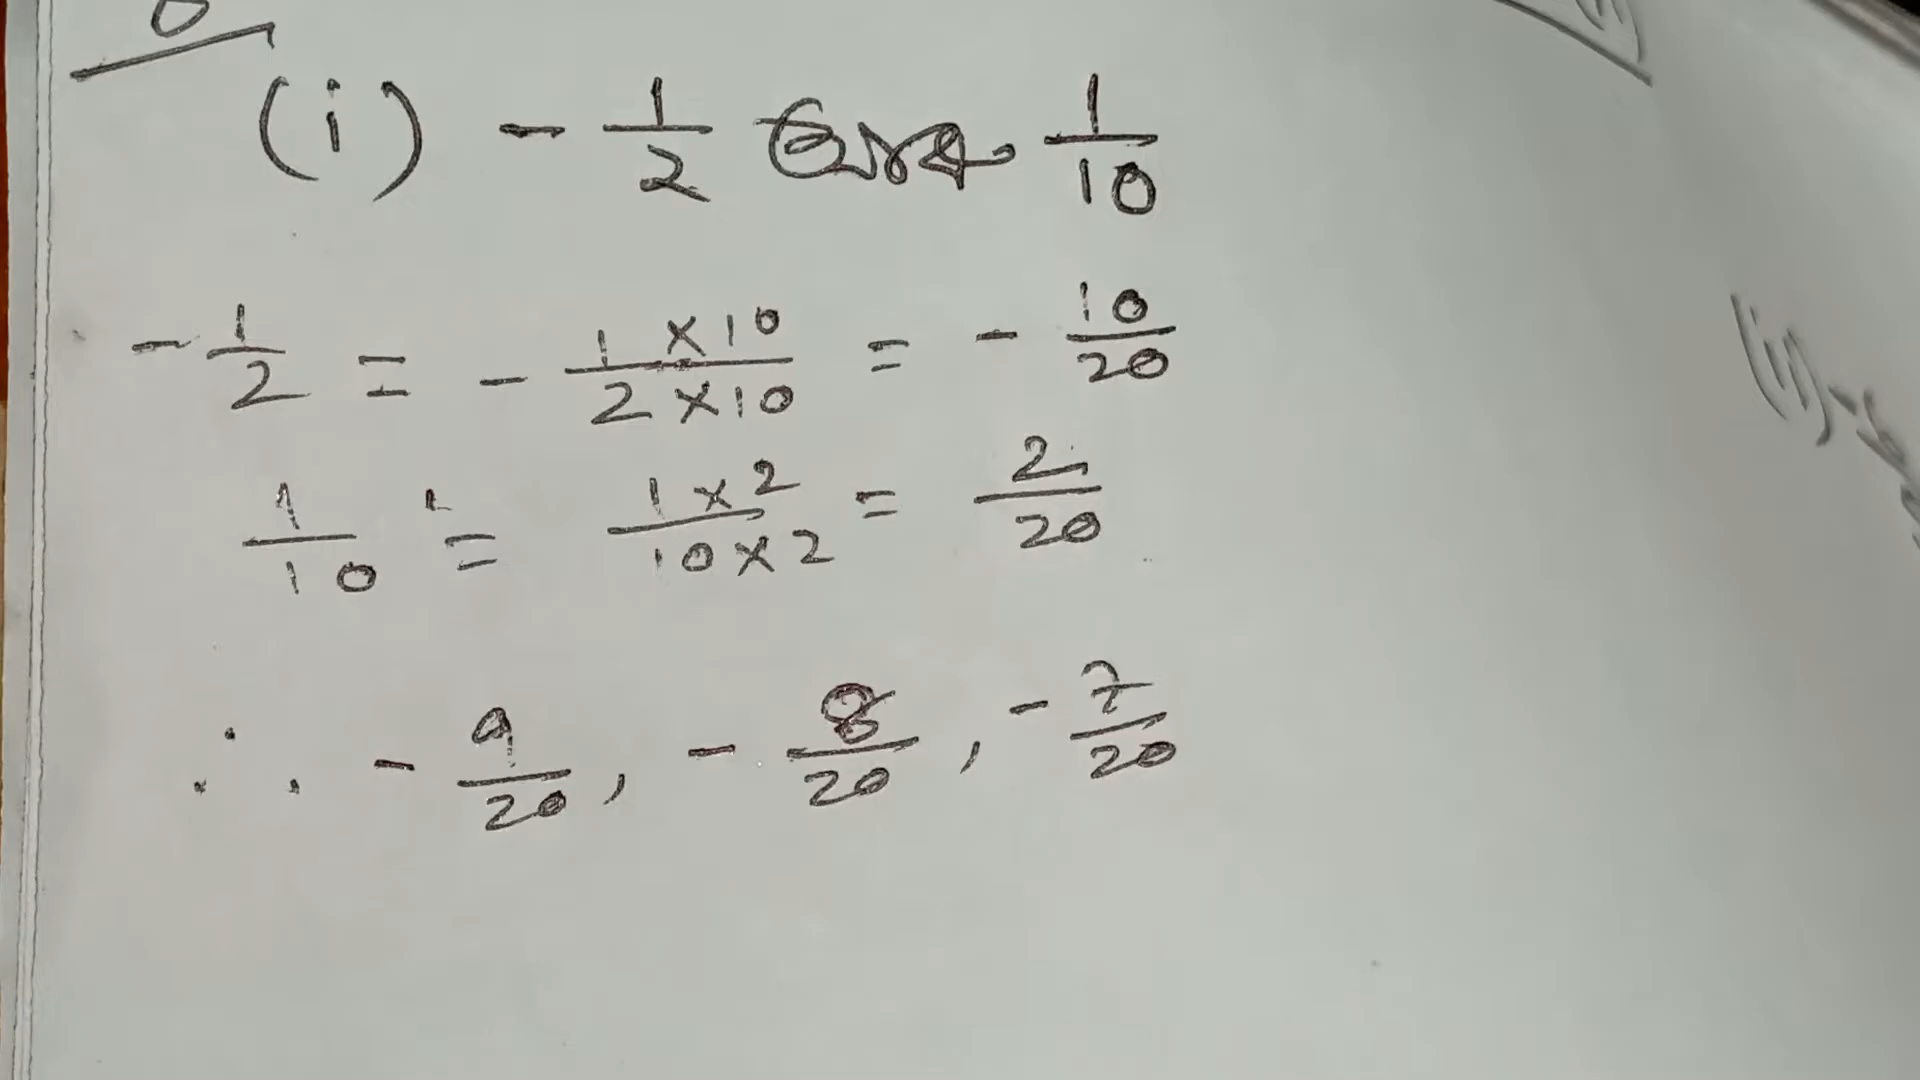 (i) - 1/2 আৰু 1/10
- 1/2 = - 1×10/2×10 = - 10/20
1/10 = 1×2/10×2 = 2/20
∴ - 9/20, - 8/20, - 7/20